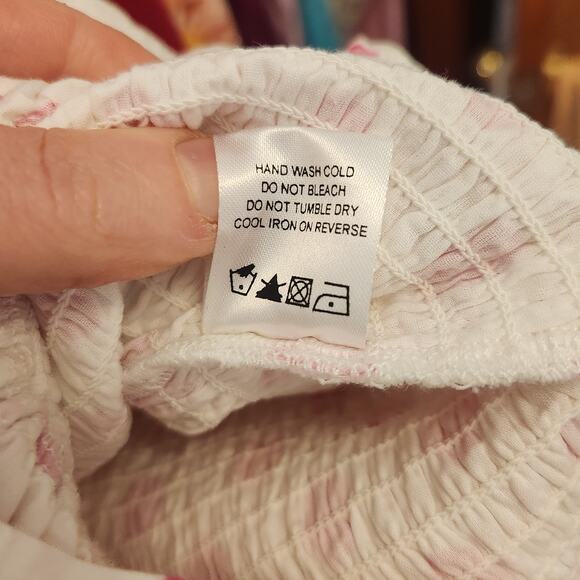 HAND WASH COLD
DO NOT BLEACH
DO NOT TUMBLE DRY
COOL IRON ON REVERSE